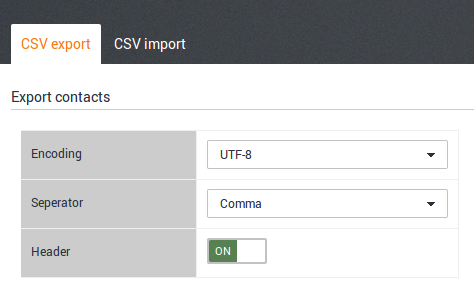 CSV export CSV import
Export contacts
Encoding UTF-8
Seperator Comma
Header ON